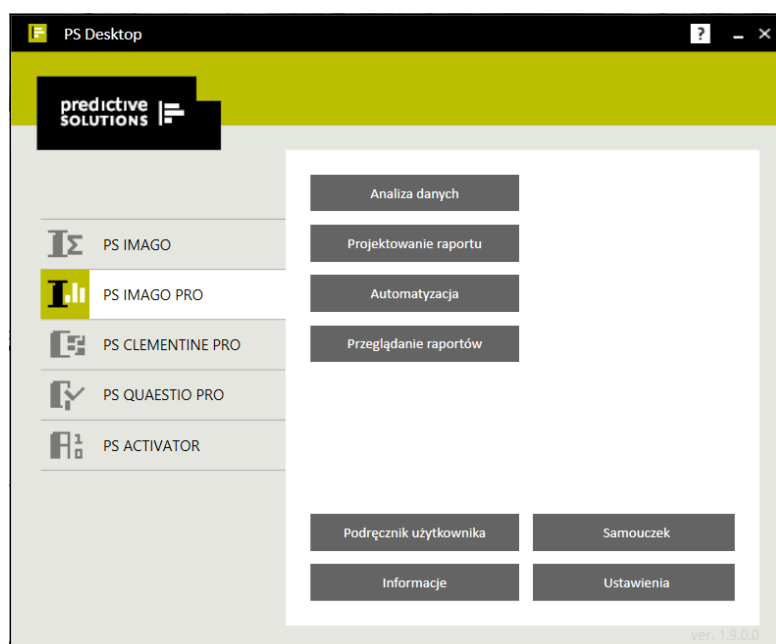 PS Desktop
?
predictive
SOLUTIONS
PS IMAGO
PS IMAGO PRO
PS CLEMENTINE PRO
PS QUAESTIO PRO
PS ACTIVATOR
Analiza danych
Projektowanie raportu
Automatyzacja
Przeglądanie raportów
Podręcznik użytkownika
Samouczek
Informacje
Ustawienia
ver. 1.9.0.0